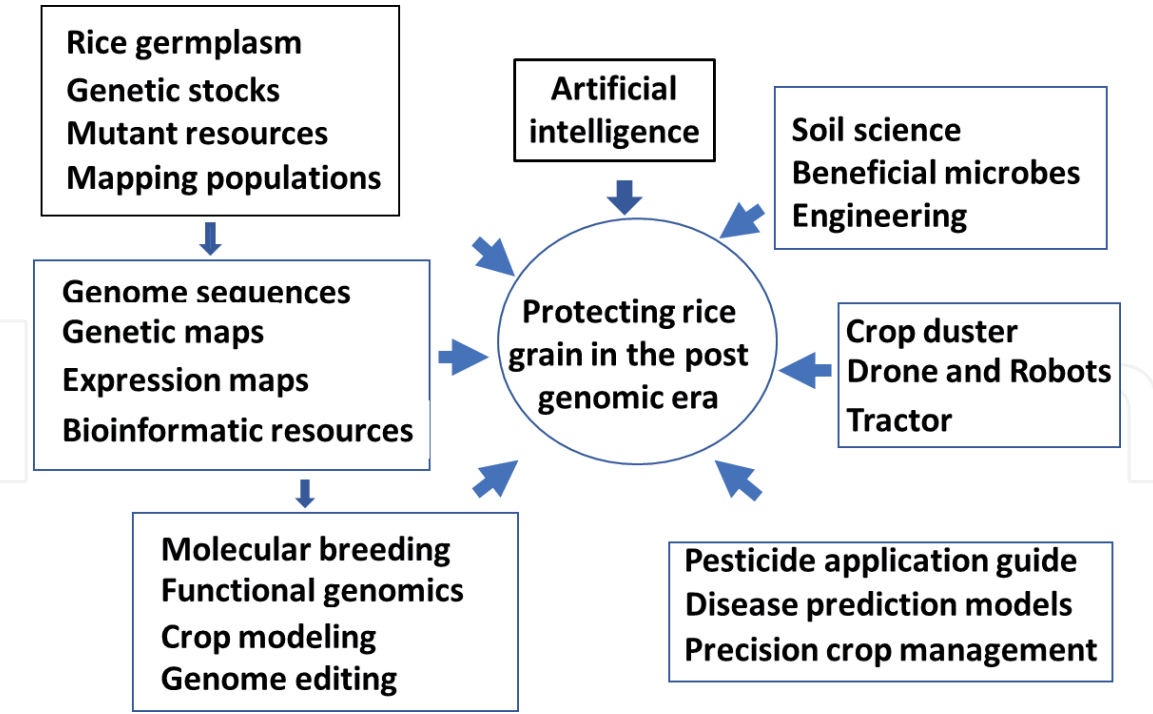 Rice germplasm
Genetic stocks
Mutant resources
Mapping populations
Artificial
intelligence
Soil science
Beneficial microbes
Engineering
Genome sequences
Genetic maps
Expression maps
Bioinformatic resources
Protecting rice
grain in the post
genomic era
Crop duster
Drone and Robots
Tractor
Molecular breeding
Functional genomics
Crop modeling
Genome editing
Pesticide application guide
Disease prediction models
Precision crop management